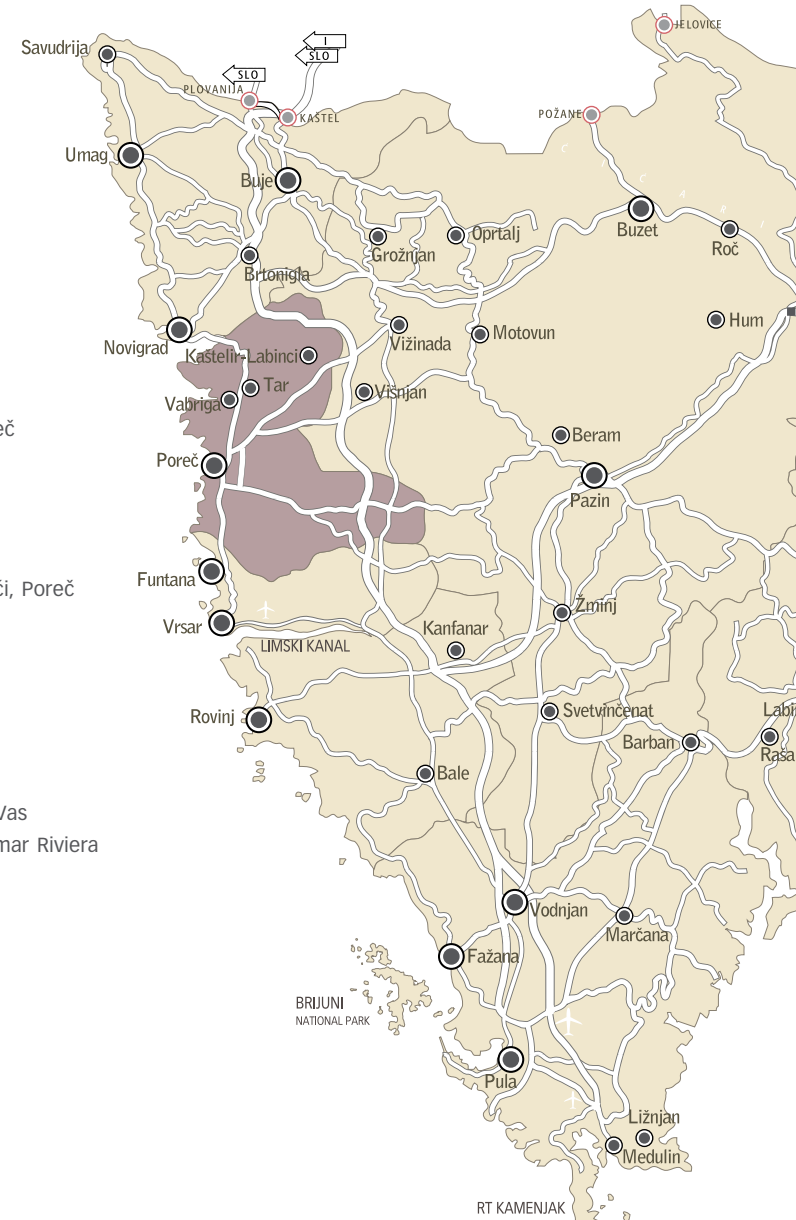 JELOVICE
I
SLO
Savudrija
SLO
PLOVANIJA
KAŠTEL
POŽANE
Umag
Buje
Buzet
Oprtalj
Grožnjan
Roč
Brtonigla
Hum
Novigrad
Vižinada
Motovun
Kaštelir-Labinci
Tar
Višnjan
Vabriga
Beram
Poreč
Pazin
Funtana
či, Poreč
Žminj
Vrsar
Kanfanar
LIMSKI KANAL
Rovinj
Svetvinčenat
Labin
Barban
Raša
Bale
Vas
mar Riviera
Vodnjan
Marčana
Fažana
BRIJUNI
NATIONAL PARK
Pula
Ližnjan
Medulin
RT KAMENJAK